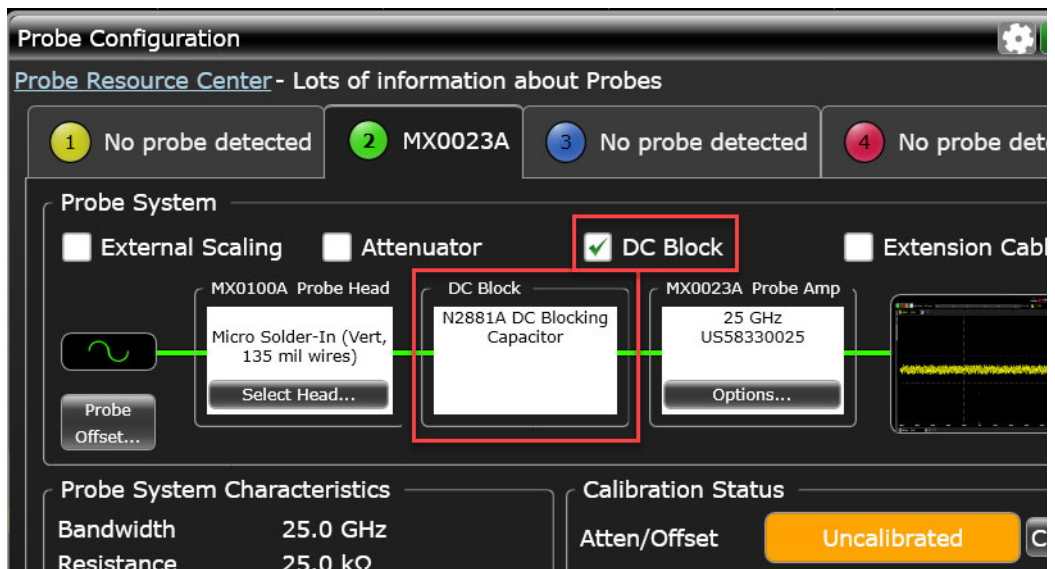 Probe Configuration
Probe Resource Center - Lots of information about Probes
1 No probe detected
2 MX0023A
3 No probe detected
4 No probe det
Probe System
External Scaling
Attenuator
DC Block
Extension Cabl
MX0100A Probe Head
Micro Solder-In (Vert,
135 mil wires)
Select Head...
DC Block
N2881A DC Blocking
Capacitor
MX0023A Probe Amp
25 GHz
US58330025
Options...
Probe
Offset...
Probe System Characteristics
Bandwidth 25.0 GHz
Resistance 25.0 kΩ
Calibration Status
Atten/Offset Uncalibrated C